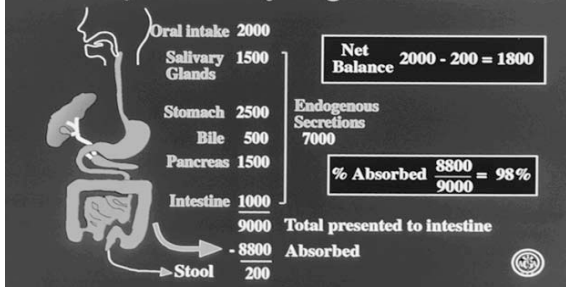 Oral intake 2000
Salivary Glands 1500
Stomach 2500
Bile 500
Pancreas 1500
Intestine 1000
Endogenous Secretions 7000
9000 Total presented to intestine
- 8800 Absorbed
Stool 200
Net Balance 2000 - 200 = 1800
% Absorbed 8800 / 9000 = 98%